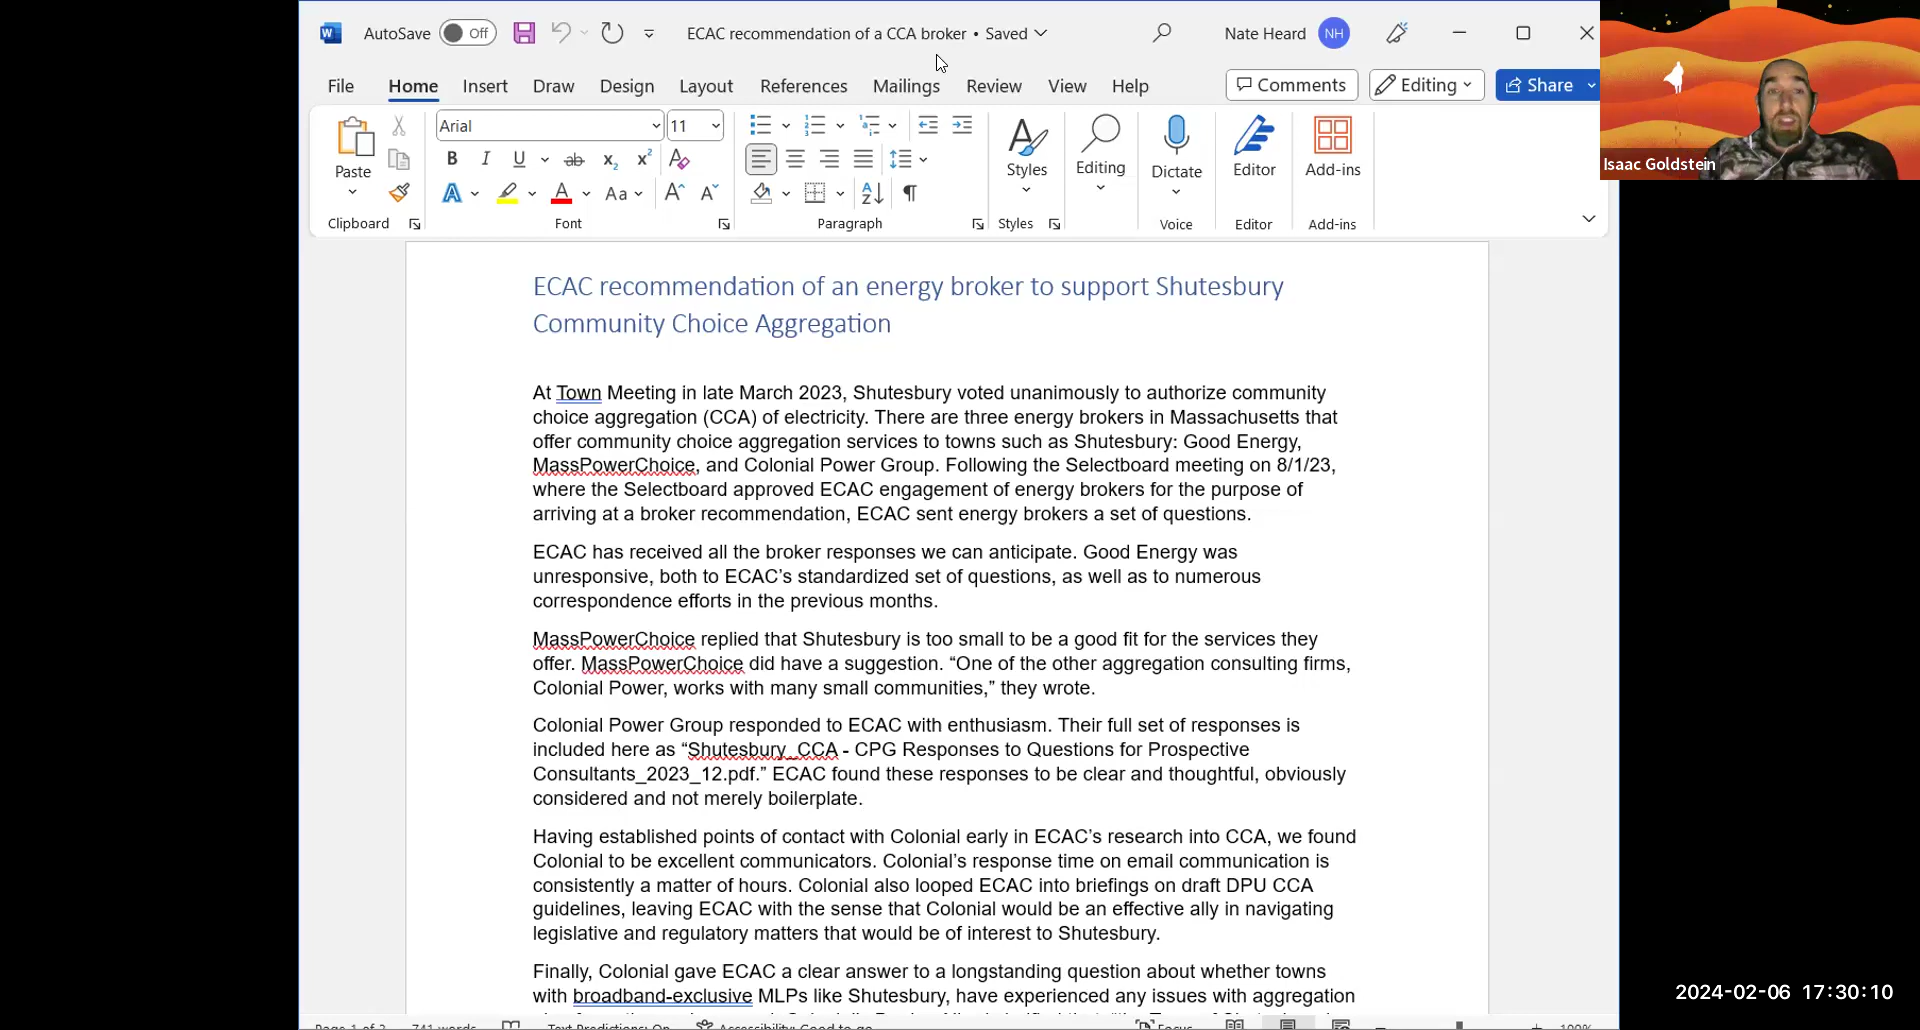 AutoSave Off ECAC recommendation of a CCA broker • Saved Nate Heard NH
File Home Insert Draw Design Layout References Mailings Review View Help Comments Editing Share
Isaac Goldstein
Arial 11
Paste Styles Editing Dictate Editor Add-ins
Clipboard Font Paragraph Styles Voice Editor Add-ins
ECAC recommendation of an energy broker to support Shutesbury
Community Choice Aggregation
At Town Meeting in late March 2023, Shutesbury voted unanimously to authorize community
choice aggregation (CCA) of electricity. There are three energy brokers in Massachusetts that
offer community choice aggregation services to towns such as Shutesbury: Good Energy,
MassPowerChoice, and Colonial Power Group. Following the Selectboard meeting on 8/1/23,
where the Selectboard approved ECAC engagement of energy brokers for the purpose of
arriving at a broker recommendation, ECAC sent energy brokers a set of questions.
ECAC has received all the broker responses we can anticipate. Good Energy was
unresponsive, both to ECAC’s standardized set of questions, as well as to numerous
correspondence efforts in the previous months.
MassPowerChoice replied that Shutesbury is too small to be a good fit for the services they
offer. MassPowerChoice did have a suggestion. “One of the other aggregation consulting firms,
Colonial Power, works with many small communities,” they wrote.
Colonial Power Group responded to ECAC with enthusiasm. Their full set of responses is
included here as “Shutesbury_CCA - CPG Responses to Questions for Prospective
Consultants_2023_12.pdf.” ECAC found these responses to be clear and thoughtful, obviously
considered and not merely boilerplate.
Having established points of contact with Colonial early in ECAC’s research into CCA, we found
Colonial to be excellent communicators. Colonial’s response time on email communication is
consistently a matter of hours. Colonial also looped ECAC into briefings on draft DPU CCA
guidelines, leaving ECAC with the sense that Colonial would be an effective ally in navigating
legislative and regulatory matters that would be of interest to Shutesbury.
Finally, Colonial gave ECAC a clear answer to a longstanding question about whether towns
with broadband-exclusive MLPs like Shutesbury, have experienced any issues with aggregation
2024-02-06 17:30:10
741 words Text Predictions: On Accessibility: Good to go Focus 100%